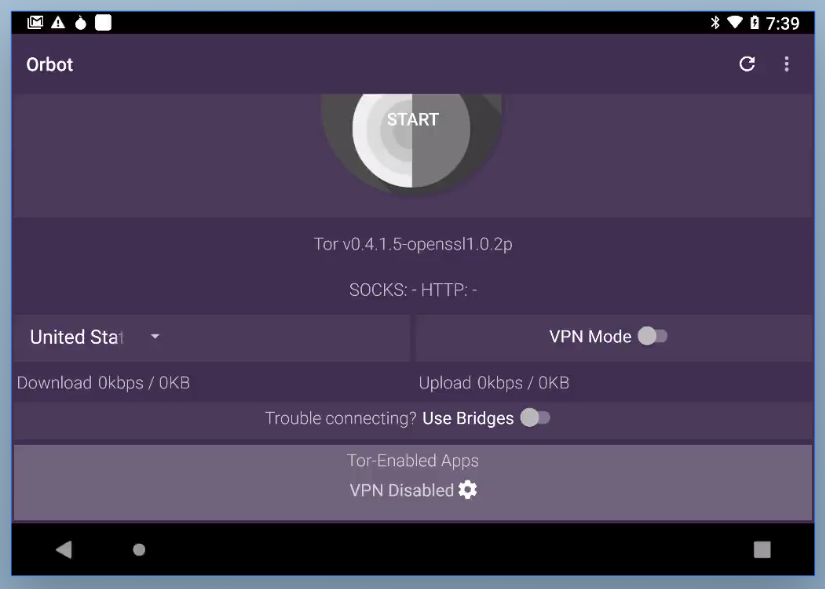 7:39
Orbot
START
Tor v0.4.1.5-openssl1.0.2p
SOCKS: - HTTP: -
United Stat
VPN Mode
Download 0kbps / 0KB
Upload 0kbps / 0KB
Trouble connecting? Use Bridges
Tor-Enabled Apps
VPN Disabled